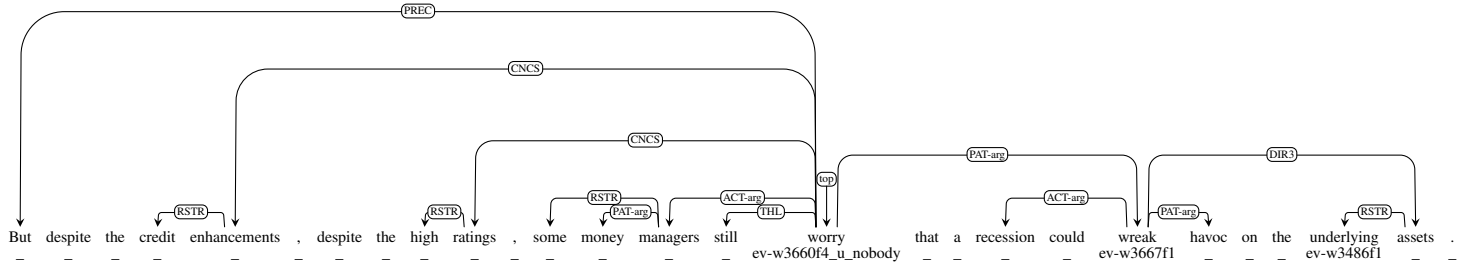 PREC
CNCS
CNCS
PAT-arg DIR3
top
RSTR ACT-arg ACT-arg
RSTR RSTR PAT-arg THL PAT-arg RSTR
But despite the credit enhancements , despite the high ratings , some money managers still worry that a recession could wreak havoc on the underlying assets .
_ _ _ _ _ _ _ _ _ _ _ _ _ _ _ ev-w3660f4_u_nobody _ _ _ _ ev-w3667f1 _ _ _ ev-w3486f1 _ _